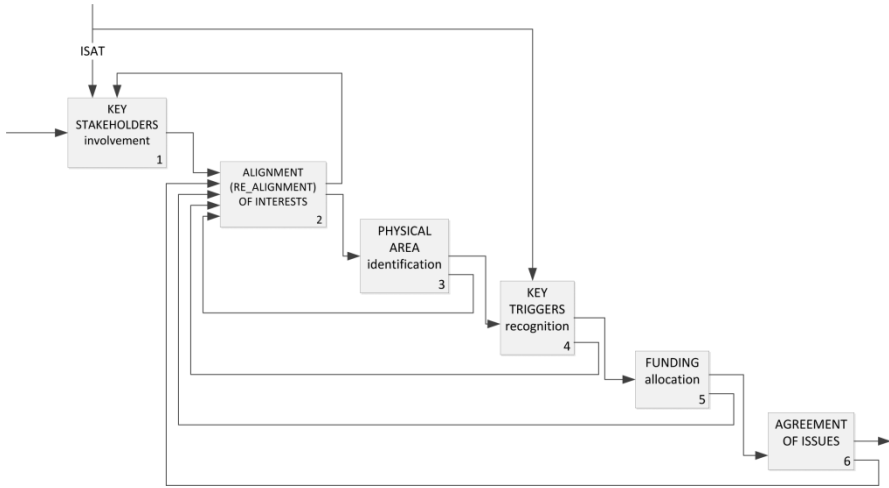 ISAT
KEY
STAKEHOLDERS
involvement
1
ALIGNMENT
(RE_ALIGNMENT)
OF INTERESTS
2
PHYSICAL
AREA
identification
3
KEY
TRIGGERS
recognition
4
FUNDING
allocation
5
AGREEMENT
OF ISSUES
6